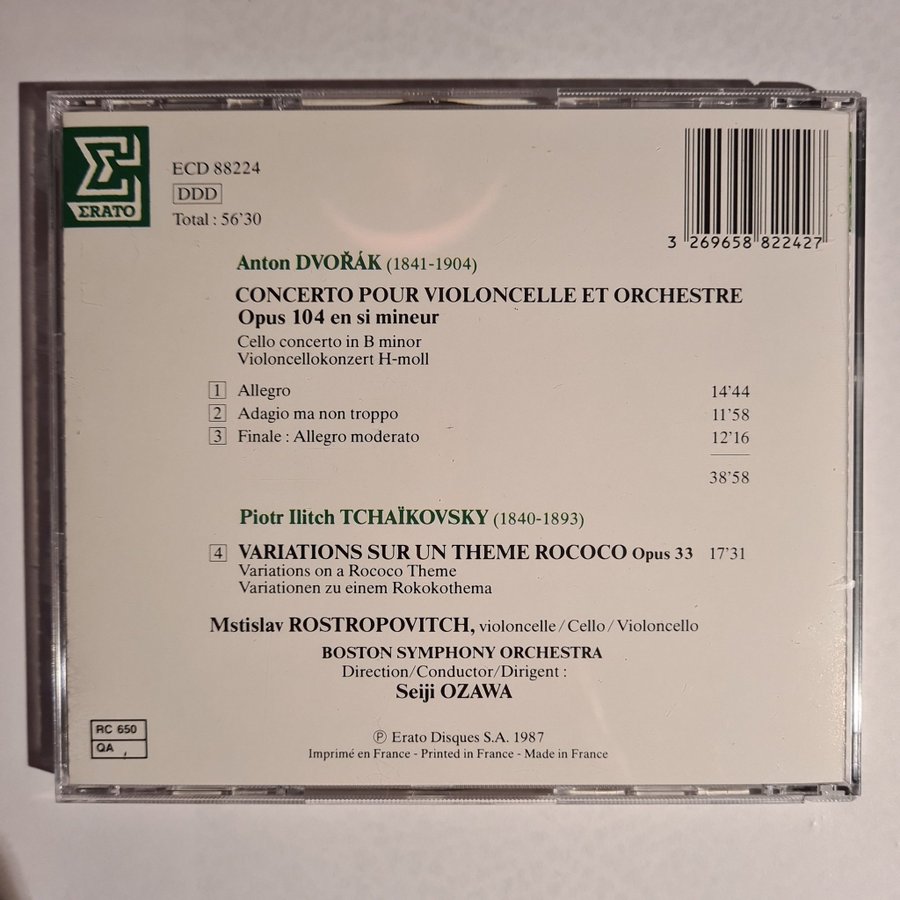 ΣRATO
ECD 88224
DDD
Total : 56'30
3 269658 822427
Anton DVOŘÁK (1841-1904)
CONCERTO POUR VIOLONCELLE ET ORCHESTRE
Opus 104 en si mineur
Cello concerto in B minor
Violoncellokonzert H-moll
1 Allegro 14'44
2 Adagio ma non troppo 11'58
3 Finale : Allegro moderato 12'16
38'58
Piotr Ilitch TCHAÏKOVSKY (1840-1893)
4 VARIATIONS SUR UN THEME ROCOCO Opus 33 17'31
Variations on a Rococo Theme
Variationen zu einem Rokokothema
Mstislav ROSTROPOVITCH, violoncelle / Cello / Violoncello
BOSTON SYMPHONY ORCHESTRA
Direction/Conductor/Dirigent :
Seiji OZAWA
RC 650
QA ,
℗ Erato Disques S.A. 1987
Imprimé en France - Printed in France - Made in France